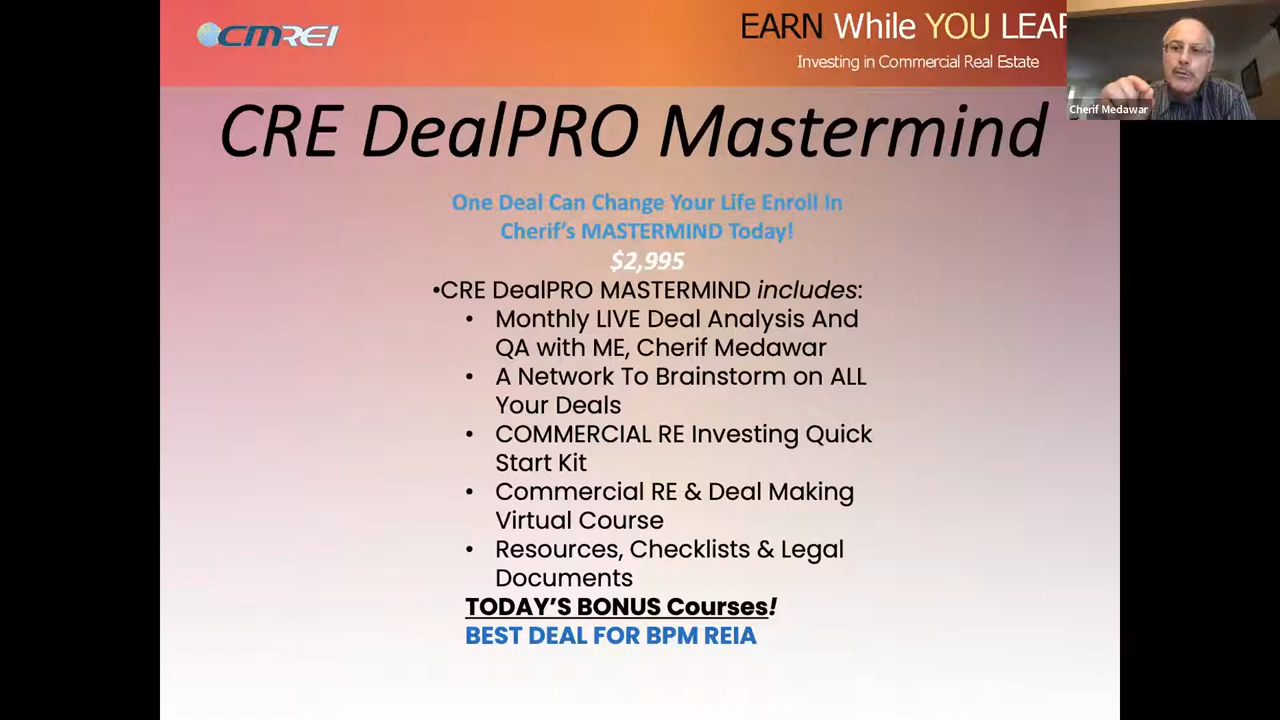 CMREI
EARN While YOU LEAR
Investing in Commercial Real Estate
Cherif Medawar
CRE DealPRO Mastermind
One Deal Can Change Your Life Enroll In
Cherif's MASTERMIND Today!
$2,995
•CRE DealPRO MASTERMIND includes:
• Monthly LIVE Deal Analysis And
QA with ME, Cherif Medawar
• A Network To Brainstorm on ALL
Your Deals
• COMMERCIAL RE Investing Quick
Start Kit
• Commercial RE & Deal Making
Virtual Course
• Resources, Checklists & Legal
Documents
TODAY'S BONUS Courses!
BEST DEAL FOR BPM REIA